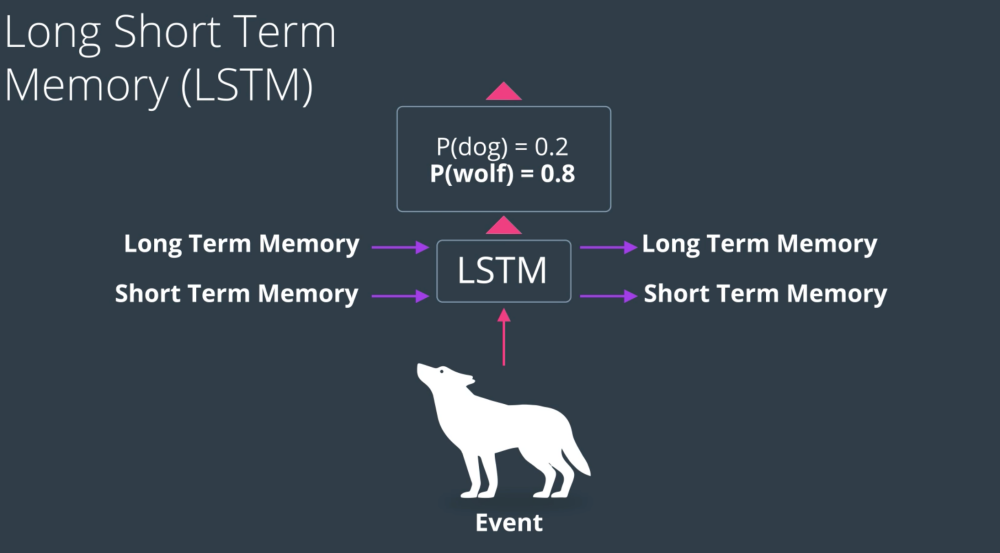 Long Short Term
Memory (LSTM)
P(dog) = 0.2
P(wolf) = 0.8
Long Term Memory
LSTM
Long Term Memory
Short Term Memory
Short Term Memory
Event